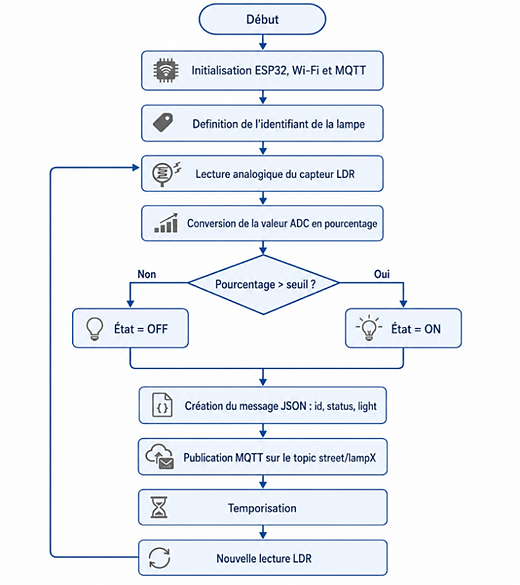 Début
Initialisation ESP32, Wi-Fi et MQTT
Definition de l'identifiant de la lampe
Lecture analogique du capteur LDR
Conversion de la valeur ADC en pourcentage
Pourcentage > seuil ?
Non
Oui
État = OFF
État = ON
{ }
Création du message JSON : id, status, light
Publication MQTT sur le topic street/lampX
Temporisation
Nouvelle lecture LDR